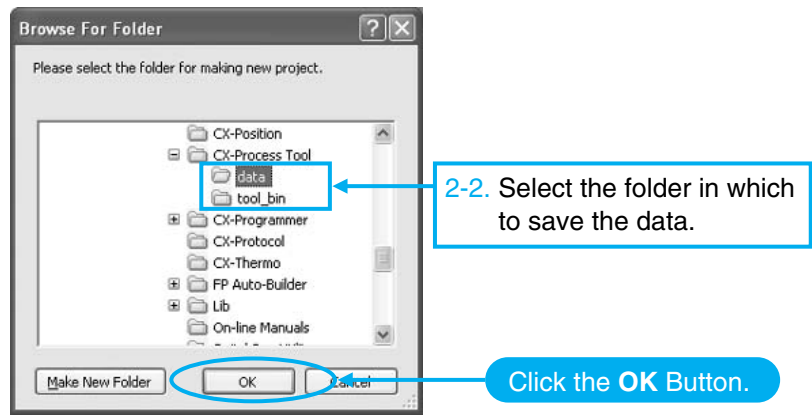 Browse For Folder
Please select the folder for making new project.
CX-Position
CX-Process Tool
data
tool_bin
CX-Programmer
CX-Protocol
CX-Thermo
FP Auto-Builder
Lib
On-line Manuals
2-2. Select the folder in which
to save the data.
Make New Folder
OK
Cancel
Click the OK Button.